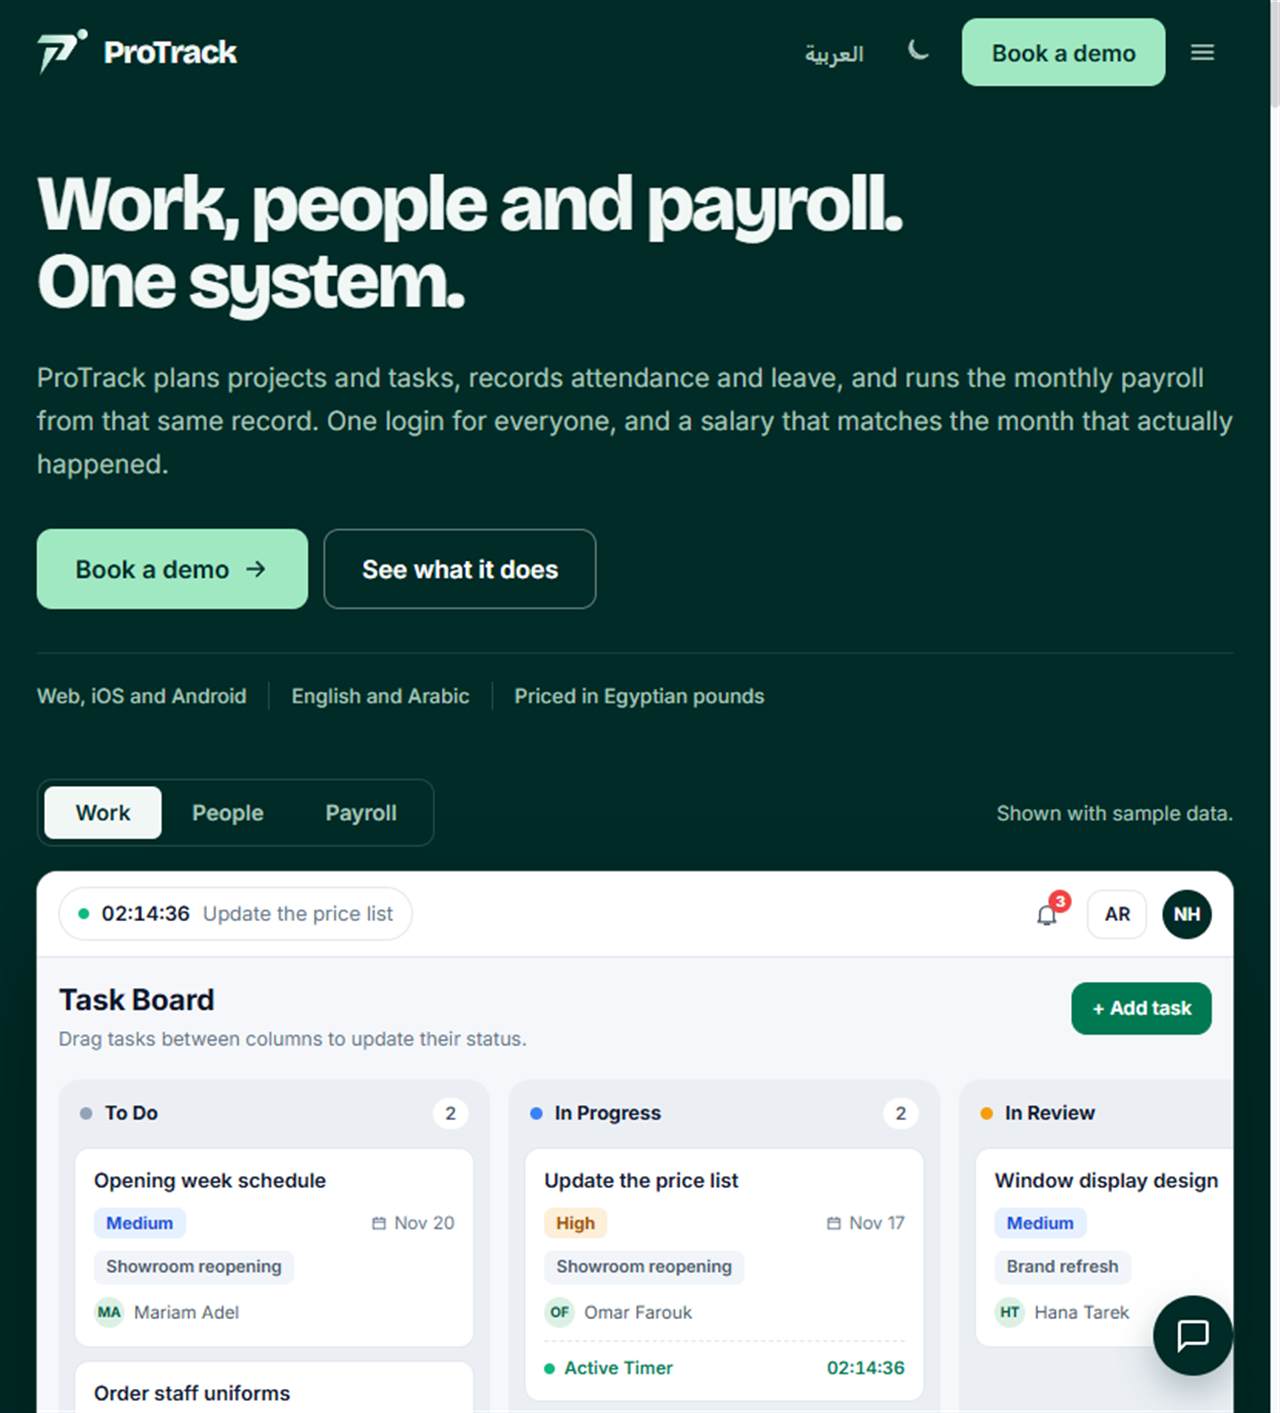 ProTrack
العربية
Book a demo
Work, people and payroll.
One system.
ProTrack plans projects and tasks, records attendance and leave, and runs the monthly payroll
from that same record. One login for everyone, and a salary that matches the month that actually
happened.
Book a demo →
See what it does
Web, iOS and Android
English and Arabic
Priced in Egyptian pounds
Work
People
Payroll
Shown with sample data.
02:14:36 Update the price list
3
AR
NH
Task Board
+ Add task
Drag tasks between columns to update their status.
To Do
2
Opening week schedule
Medium
Nov 20
Showroom reopening
MA Mariam Adel
Order staff uniforms
In Progress
2
Update the price list
High
Nov 17
Showroom reopening
OF Omar Farouk
Active Timer
02:14:36
In Review
Window display design
Medium
Brand refresh
HT Hana Tarek